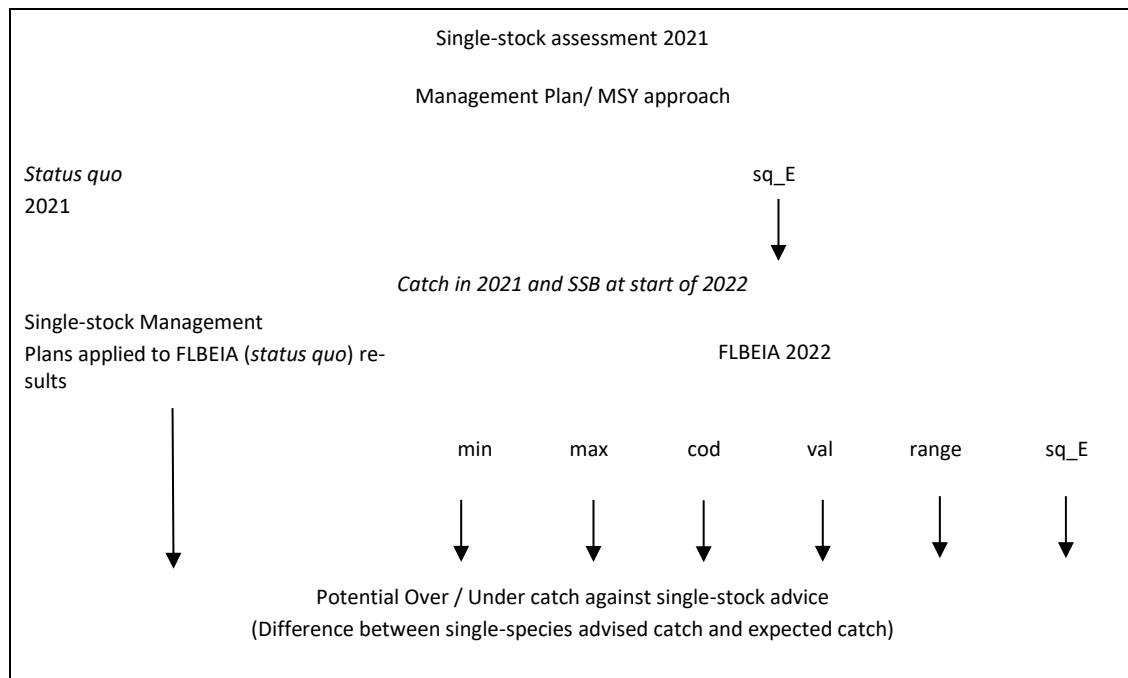 Single-stock assessment 2021
Management Plan/ MSY approach
Status quo
2021
sq_E
Catch in 2021 and SSB at start of 2022
Single-stock Management
Plans applied to FLBEIA (status quo) re-
sults
FLBEIA 2022
min max cod val range sq_E
Potential Over / Under catch against single-stock advice
(Difference between single-species advised catch and expected catch)